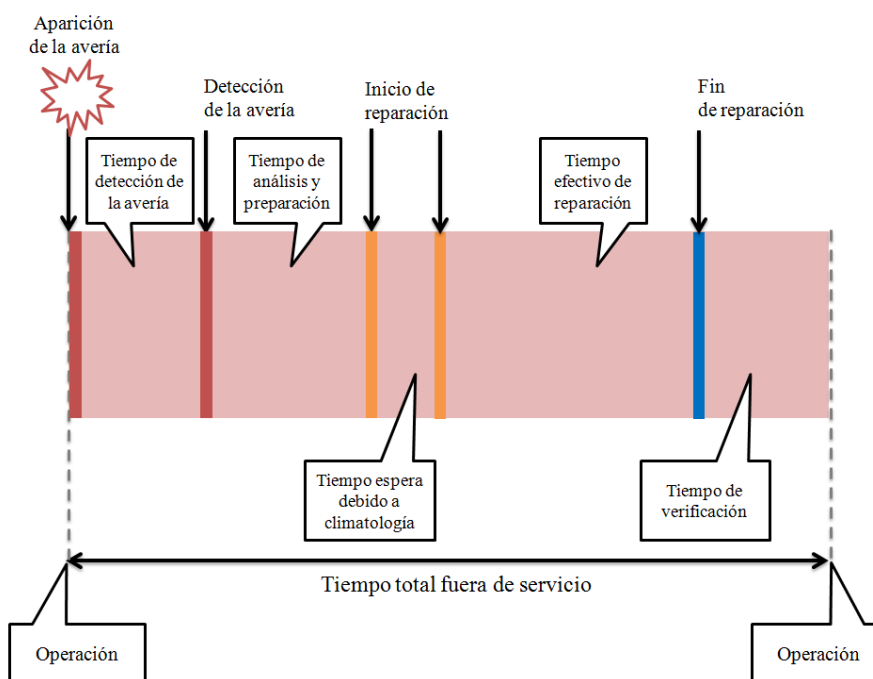 Aparición
de la avería
Detección
de la avería
Inicio de
reparación
Fin
de reparación
Tiempo de
detección de
la avería
Tiempo de
análisis y
preparación
Tiempo
efectivo de
reparación
Tiempo espera
debido a
climatología
Tiempo de
verificación
Tiempo total fuera de servicio
Operación
Operación